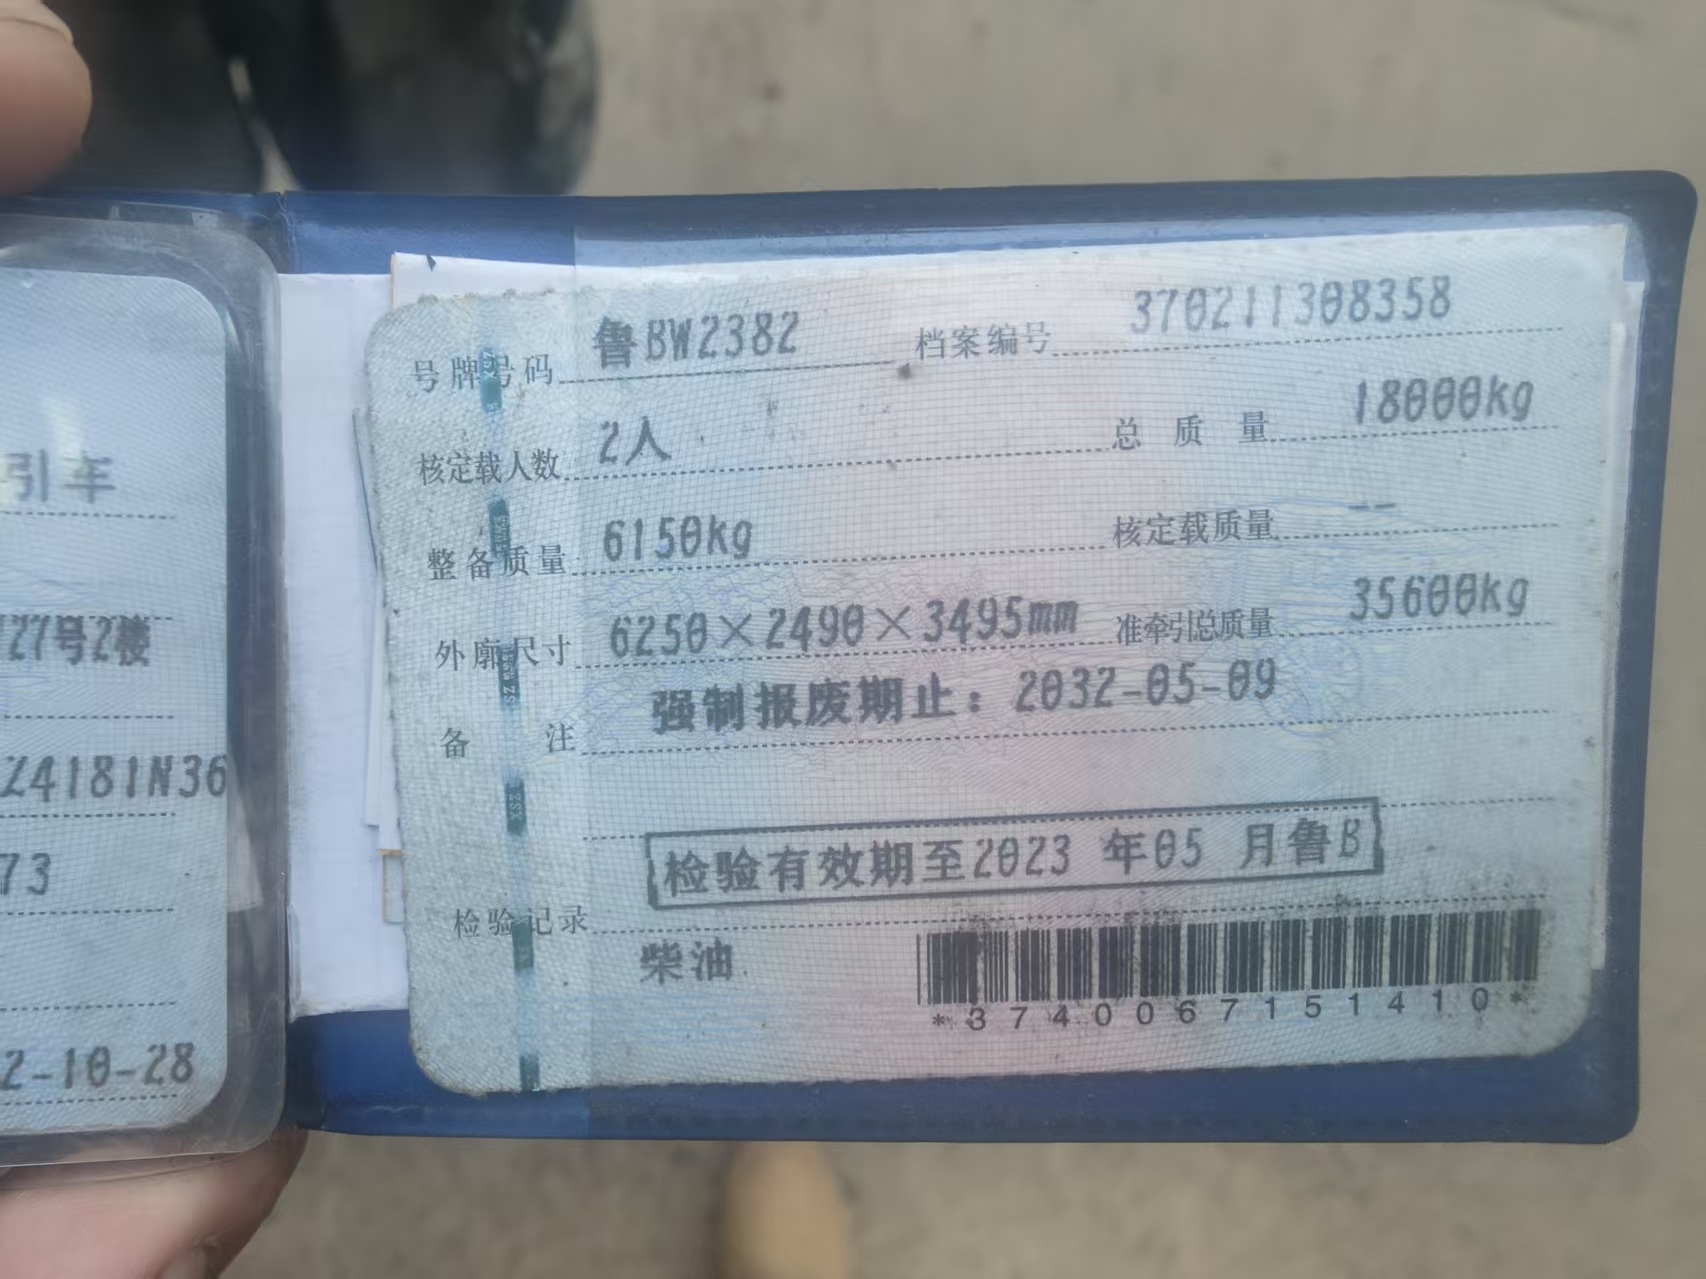 引车
727号2楼
Z4181N36
73
2-10-28
号牌号码 鲁BW2382 档案编号 370211308358
核定载人数 2人 总质量 18000kg
整备质量 6150kg 核定载质量 --
外廓尺寸 6250×2490×3495mm 准牵引总质量 35600kg
备注 强制报废期止：2032-05-09
检验有效期至2023 年05 月鲁B
检验记录
柴油
*3740067151410*